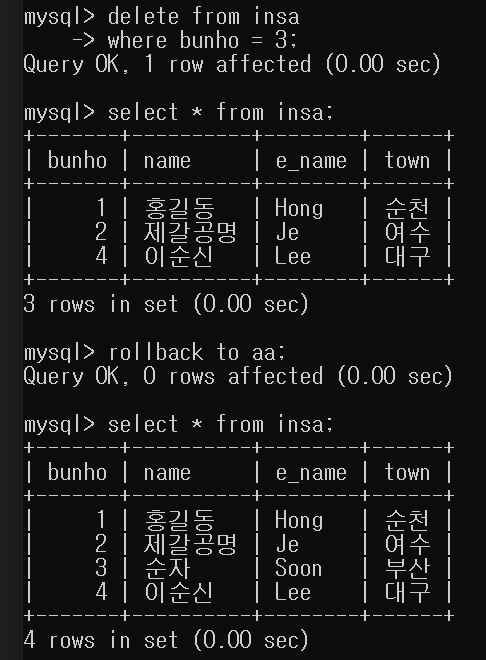 mysql> delete from insa
    -> where bunho = 3;
Query OK, 1 row affected (0.00 sec)
mysql> select * from insa;
+-------+----------+--------+------+
| bunho | name     | e_name | town |
+-------+----------+--------+------+
|     1 | 홍길동   | Hong   | 순천 |
|     2 | 제갈공명 | Je     | 여수 |
|     4 | 이순신   | Lee    | 대구 |
+-------+----------+--------+------+
3 rows in set (0.00 sec)
mysql> rollback to aa;
Query OK, 0 rows affected (0.00 sec)
mysql> select * from insa;
+-------+----------+--------+------+
| bunho | name     | e_name | town |
+-------+----------+--------+------+
|     1 | 홍길동   | Hong   | 순천 |
|     2 | 제갈공명 | Je     | 여수 |
|     3 | 순자     | Soon   | 부산 |
|     4 | 이순신   | Lee    | 대구 |
+-------+----------+--------+------+
4 rows in set (0.00 sec)